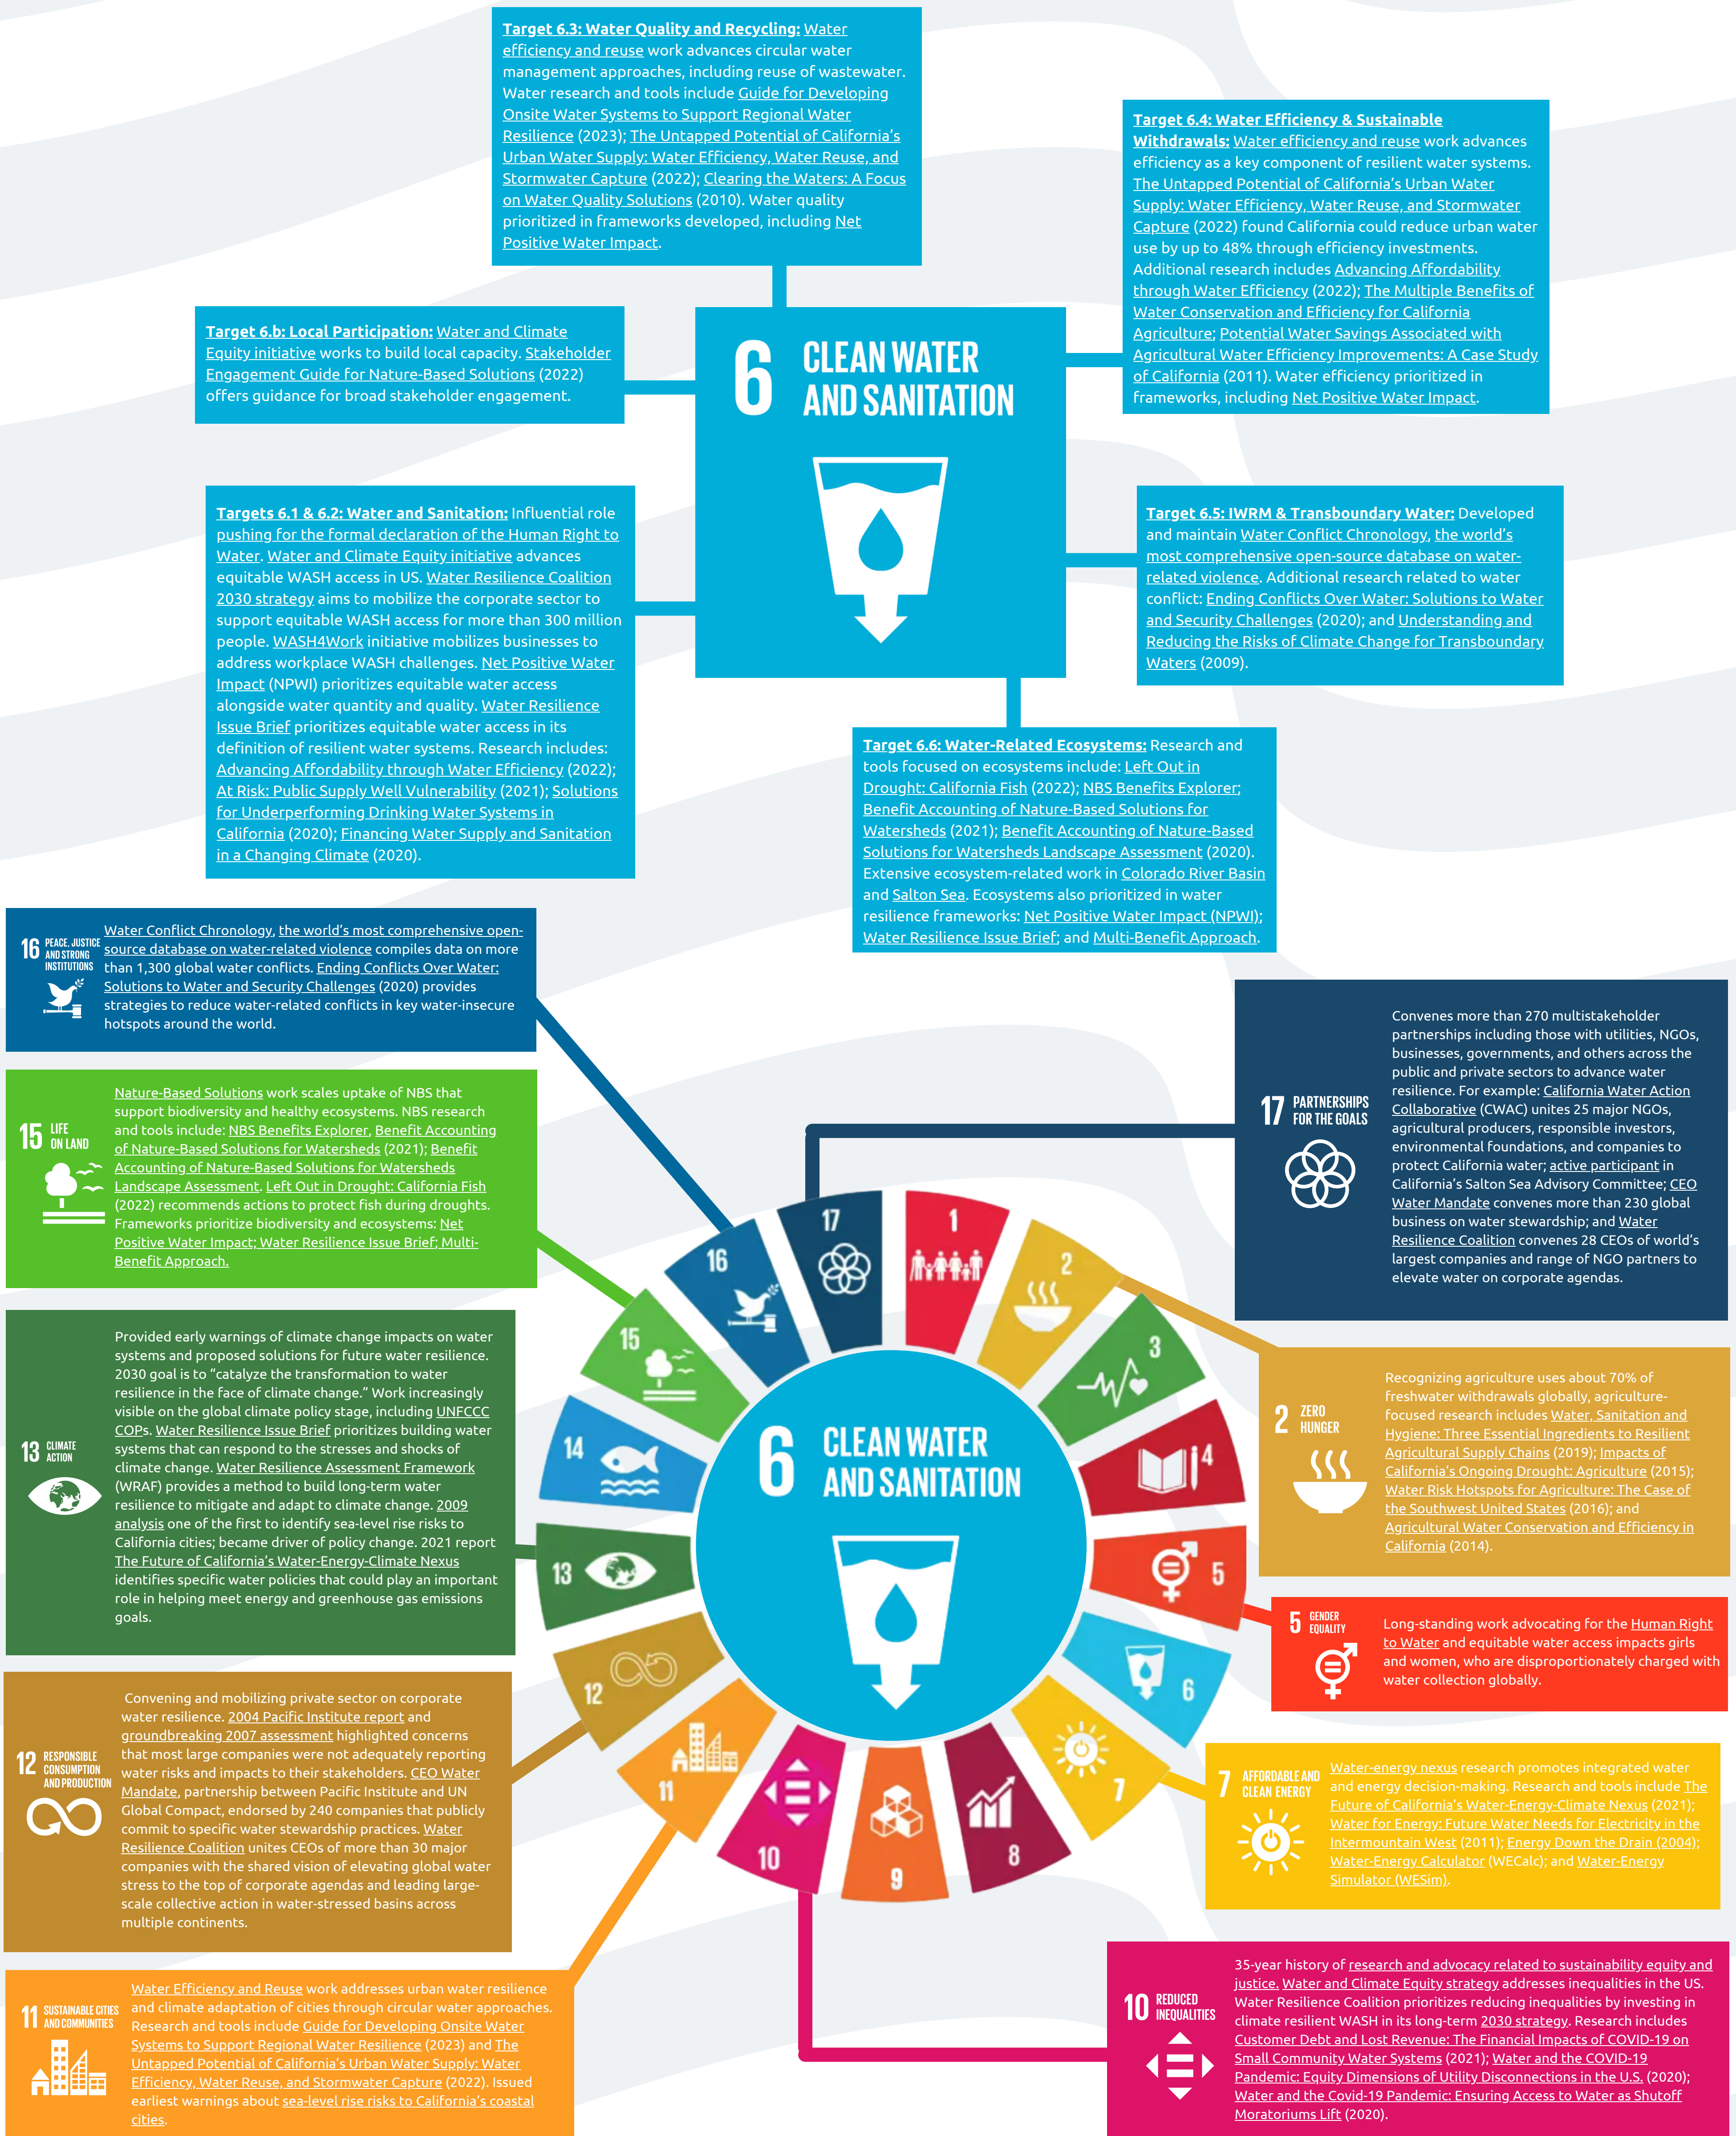 Target 6.3: Water Quality and Recycling: Water
efficiency and reuse work advances circular water
management approaches, including reuse of wastewater.
Water research and tools include Guide for Developing
Onsite Water Systems to Support Regional Water
Resilience (2023); The Untapped Potential of California's
Urban Water Supply: Water Efficiency, Water Reuse, and
Stormwater Capture (2022); Clearing the Waters: A Focus
on Water Quality Solutions (2010). Water quality
prioritized in frameworks developed, including Net
Positive Water Impact.
Target 6.4: Water Efficiency & Sustainable
Withdrawals: Water efficiency and reuse work advances
efficiency as a key component of resilient water systems.
The Untapped Potential of California's Urban Water
Supply: Water Efficiency, Water Reuse, and Stormwater
Capture (2022) found California could reduce urban water
use by up to 48% through efficiency investments.
Additional research includes Advancing Affordability
through Water Efficiency (2022); The Multiple Benefits of
Water Conservation and Efficiency for California
Agriculture; Potential Water Savings Associated with
Agricultural Water Efficiency Improvements: A Case Study
of California (2011). Water efficiency prioritized in
frameworks, including Net Positive Water Impact.
Target 6.b: Local Participation: Water and Climate
Equity initiative works to build local capacity. Stakeholder
Engagement Guide for Nature-Based Solutions (2022)
offers guidance for broad stakeholder engagement.
6 CLEAN WATER
AND SANITATION
Targets 6.1 & 6.2: Water and Sanitation: Influential role
pushing for the formal declaration of the Human Right to
Water. Water and Climate Equity initiative advances
equitable WASH access in US. Water Resilience Coalition
2030 strategy aims to mobilize the corporate sector to
support equitable WASH access for more than 300 million
people. WASH4Work initiative mobilizes businesses to
address workplace WASH challenges. Net Positive Water
Impact (NPWI) prioritizes equitable water access
alongside water quantity and quality. Water Resilience
Issue Brief prioritizes equitable water access in its
definition of resilient water systems. Research includes:
Advancing Affordability through Water Efficiency (2022);
At Risk: Public Supply Well Vulnerability (2021); Solutions
for Underperforming Drinking Water Systems in
California (2020); Financing Water Supply and Sanitation
in a Changing Climate (2020).
Target 6.5: IWRM & Transboundary Water: Developed
and maintain Water Conflict Chronology, the world's
most comprehensive open-source database on water-
related violence. Additional research related to water
conflict: Ending Conflicts Over Water: Solutions to Water
and Security Challenges (2020); and Understanding and
Reducing the Risks of Climate Change for Transboundary
Waters (2009).
Target 6.6: Water-Related Ecosystems: Research and
tools focused on ecosystems include: Left Out in
Drought: California Fish (2022); NBS Benefits Explorer;
Benefit Accounting of Nature-Based Solutions for
Watersheds (2021); Benefit Accounting of Nature-Based
Solutions for Watersheds Landscape Assessment (2020).
Extensive ecosystem-related work in Colorado River Basin
and Salton Sea. Ecosystems also prioritized in water
resilience frameworks: Net Positive Water Impact (NPWI);
Water Resilience Issue Brief; and Multi-Benefit Approach.
16 PEACE, JUSTICE
AND STRONG
INSTITUTIONS
Water Conflict Chronology, the world's most comprehensive open-
source database on water-related violence compiles data on more
than 1,300 global water conflicts. Ending Conflicts Over Water:
Solutions to Water and Security Challenges (2020) provides
strategies to reduce water-related conflicts in key water-insecure
hotspots around the world.
17 PARTNERSHIPS
FOR THE GOALS
Convenes more than 270 multistakeholder
partnerships including those with utilities, NGOs,
businesses, governments, and others across the
public and private sectors to advance water
resilience. For example: California Water Action
Collaborative (CWAC) unites 25 major NGOs,
agricultural producers, responsible investors,
environmental foundations, and companies to
protect California water; active participant in
California's Salton Sea Advisory Committee; CEO
Water Mandate convenes more than 230 global
business on water stewardship; and Water
Resilience Coalition convenes 28 CEOs of world's
largest companies and range of NGO partners to
elevate water on corporate agendas.
15 LIFE
ON LAND
Nature-Based Solutions work scales uptake of NBS that
support biodiversity and healthy ecosystems. NBS research
and tools include: NBS Benefits Explorer, Benefit Accounting
of Nature-Based Solutions for Watersheds (2021); Benefit
Accounting of Nature-Based Solutions for Watersheds
Landscape Assessment. Left Out in Drought: California Fish
(2022) recommends actions to protect fish during droughts.
Frameworks prioritize biodiversity and ecosystems: Net
Positive Water Impact; Water Resilience Issue Brief; Multi-
Benefit Approach.
13 CLIMATE
ACTION
Provided early warnings of climate change impacts on water
systems and proposed solutions for future water resilience.
2030 goal is to “catalyze the transformation to water
resilience in the face of climate change.” Work increasingly
visible on the global climate policy stage, including UNFCCC
COPs. Water Resilience Issue Brief prioritizes building water
systems that can respond to the stresses and shocks of
climate change. Water Resilience Assessment Framework
(WRAF) provides a method to build long-term water
resilience to mitigate and adapt to climate change. 2009
analysis one of the first to identify sea-level rise risks to
California cities; became driver of policy change. 2021 report
The Future of California's Water-Energy-Climate Nexus
identifies specific water policies that could play an important
role in helping meet energy and greenhouse gas emissions
goals.
2 ZERO
HUNGER
Recognizing agriculture uses about 70% of
freshwater withdrawals globally, agriculture-
focused research includes Water, Sanitation and
Hygiene: Three Essential Ingredients to Resilient
Agricultural Supply Chains (2019); Impacts of
California's Ongoing Drought: Agriculture (2015);
Water Risk Hotspots for Agriculture: The Case of
the Southwest United States (2016); and
Agricultural Water Conservation and Efficiency in
California (2014).
17
1
16
2
15
3
14
4
13
5
12
6
11
7
10
9
8
6 CLEAN WATER
AND SANITATION
5 GENDER
EQUALITY
Long-standing work advocating for the Human Right
to Water and equitable water access impacts girls
and women, who are disproportionately charged with
water collection globally.
12 RESPONSIBLE
CONSUMPTION
AND PRODUCTION
Convening and mobilizing private sector on corporate
water resilience. 2004 Pacific Institute report and
groundbreaking 2007 assessment highlighted concerns
that most large companies were not adequately reporting
water risks and impacts to their stakeholders. CEO Water
Mandate, partnership between Pacific Institute and UN
Global Compact, endorsed by 240 companies that publicly
commit to specific water stewardship practices. Water
Resilience Coalition unites CEOs of more than 30 major
companies with the shared vision of elevating global water
stress to the top of corporate agendas and leading large-
scale collective action in water-stressed basins across
multiple continents.
7 AFFORDABLE AND
CLEAN ENERGY
Water-energy nexus research promotes integrated water
and energy decision-making. Research and tools include The
Future of California's Water-Energy-Climate Nexus (2021);
Water for Energy: Future Water Needs for Electricity in the
Intermountain West (2011); Energy Down the Drain (2004);
Water-Energy Calculator (WECalc); and Water-Energy
Simulator (WESim).
11 SUSTAINABLE CITIES
AND COMMUNITIES
Water Efficiency and Reuse work addresses urban water resilience
and climate adaptation of cities through circular water approaches.
Research and tools include Guide for Developing Onsite Water
Systems to Support Regional Water Resilience (2023) and The
Untapped Potential of California's Urban Water Supply: Water
Efficiency, Water Reuse, and Stormwater Capture (2022). Issued
earliest warnings about sea-level rise risks to California's coastal
cities.
10 REDUCED
INEQUALITIES
35-year history of research and advocacy related to sustainability equity and
justice. Water and Climate Equity strategy addresses inequalities in the US.
Water Resilience Coalition prioritizes reducing inequalities by investing in
climate resilient WASH in its long-term 2030 strategy. Research includes
Customer Debt and Lost Revenue: The Financial Impacts of COVID-19 on
Small Community Water Systems (2021); Water and the COVID-19
Pandemic: Equity Dimensions of Utility Disconnections in the U.S. (2020);
Water and the Covid-19 Pandemic: Ensuring Access to Water as Shutoff
Moratoriums Lift (2020).